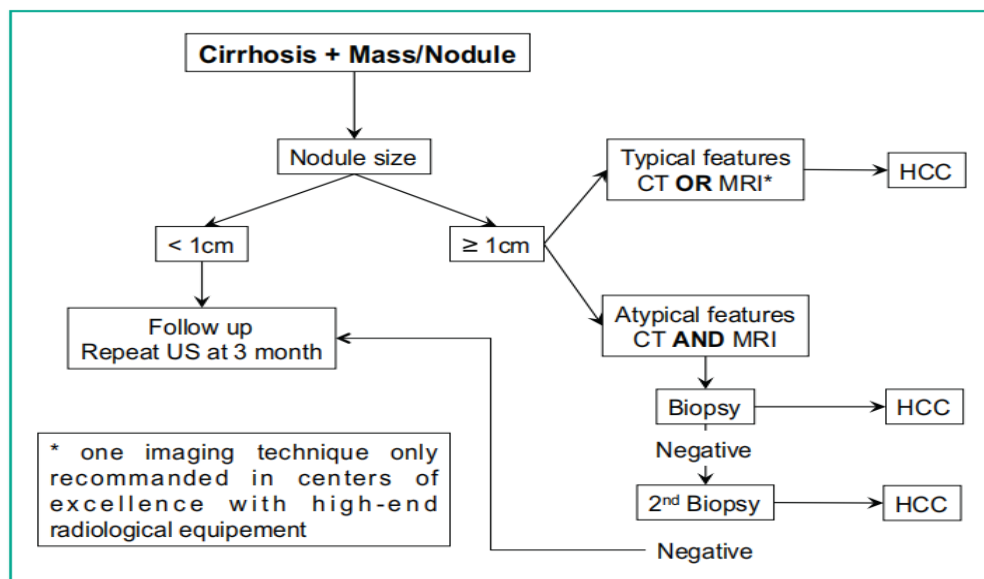 Cirrhosis + Mass/Nodule
Nodule size
Typical features
CT OR MRI*
HCC
< 1cm
≥ 1cm
Follow up
Repeat US at 3 month
Atypical features
CT AND MRI
Biopsy
HCC
Negative
2nd Biopsy
HCC
Negative
* one imaging technique only
recommanded in centers of
excellence with high-end
radiological equipement